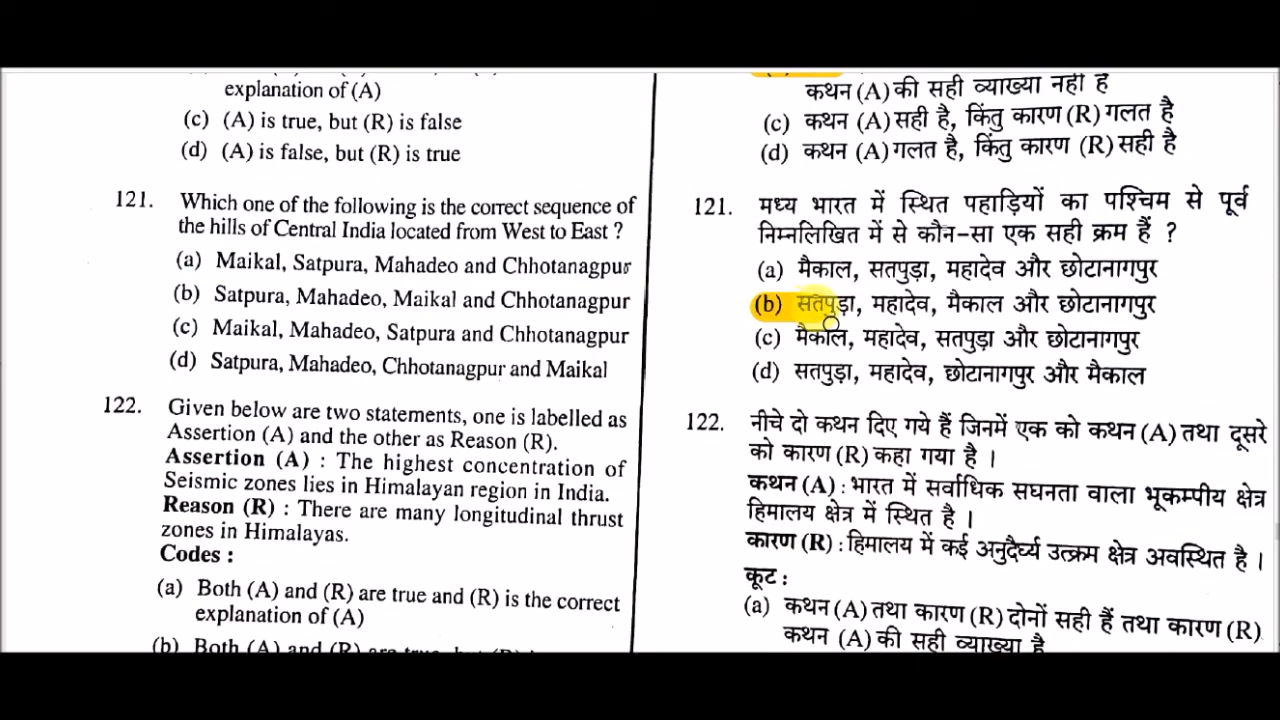 explanation of (A)
(c) (A) is true, but (R) is false
(d) (A) is false, but (R) is true
121. Which one of the following is the correct sequence of
the hills of Central India located from West to East ?
(a) Maikal, Satpura, Mahadeo and Chhotanagpur
(b) Satpura, Mahadeo, Maikal and Chhotanagpur
(c) Maikal, Mahadeo, Satpura and Chhotanagpur
(d) Satpura, Mahadeo, Chhotanagpur and Maikal
122. Given below are two statements, one is labelled as
Assertion (A) and the other as Reason (R).
Assertion (A) : The highest concentration of
Seismic zones lies in Himalayan region in India.
Reason (R) : There are many longitudinal thrust
zones in Himalayas.
Codes :
(a) Both (A) and (R) are true and (R) is the correct
explanation of (A)
(b) Both (A) and (R) are true, but (R)
कथन (A) की सही व्याख्या नहीं है
(c) कथन (A) सही है, किंतु कारण (R) गलत है
(d) कथन (A) गलत है, किंतु कारण (R) सही है
121. मध्य भारत में स्थित पहाड़ियों का पश्चिम से पूर्व
निम्नलिखित में से कौन-सा एक सही क्रम हैं ?
(a) मैकाल, सतपुड़ा, महादेव और छोटानागपुर
(b) सतपुड़ा, महादेव, मैकाल और छोटानागपुर
(c) मैकाल, महादेव, सतपुड़ा और छोटानागपुर
(d) सतपुड़ा, महादेव, छोटानागपुर और मैकाल
122. नीचे दो कथन दिए गये हैं जिनमें एक को कथन (A) तथा दूसरे
को कारण (R) कहा गया है ।
कथन (A) : भारत में सर्वाधिक सघनता वाला भूकम्पीय क्षेत्र
हिमालय क्षेत्र में स्थित है ।
कारण (R) : हिमालय में कई अनुदैर्घ्य उत्क्रम क्षेत्र अवस्थित है ।
कूट :
(a) कथन (A) तथा कारण (R) दोनों सही हैं तथा कारण (R)
कथन (A) की सही व्याख्या है